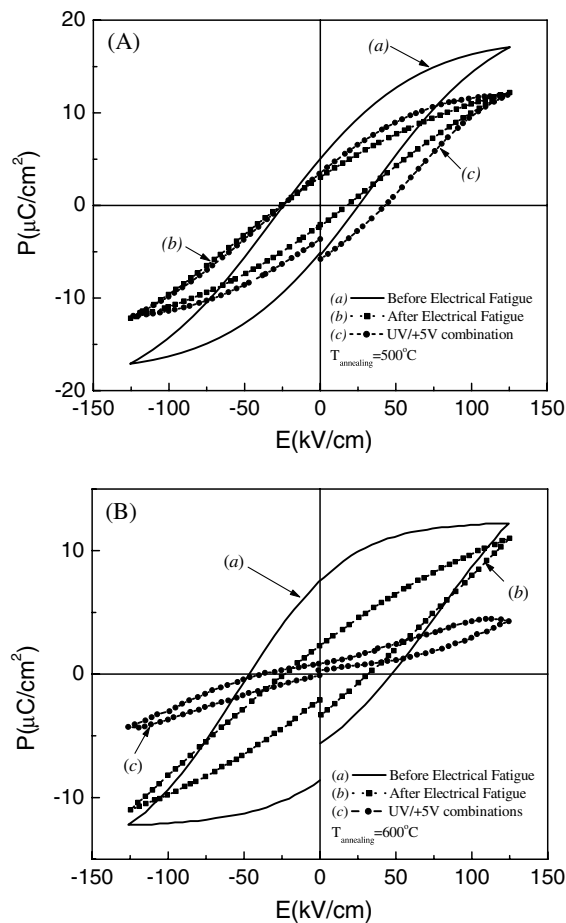 (A)
20
10
0
-10
-20
P(μC/cm²)
(a)
(b)
(c)
(a) Before Electrical Fatigue
(b) After Electrical Fatigue
(c) UV/+5V combination
T annealing=500°C
-150 -100 -50 0 50 100 150
E(kV/cm)
(B)
10
0
-10
P(μC/cm²)
(a)
(b)
(c)
(a) Before Electrical Fatigue
(b) After Electrical Fatigue
(c) UV/+5V combinations
T annealing=600°C
-150 -100 -50 0 50 100 150
E(kV/cm)